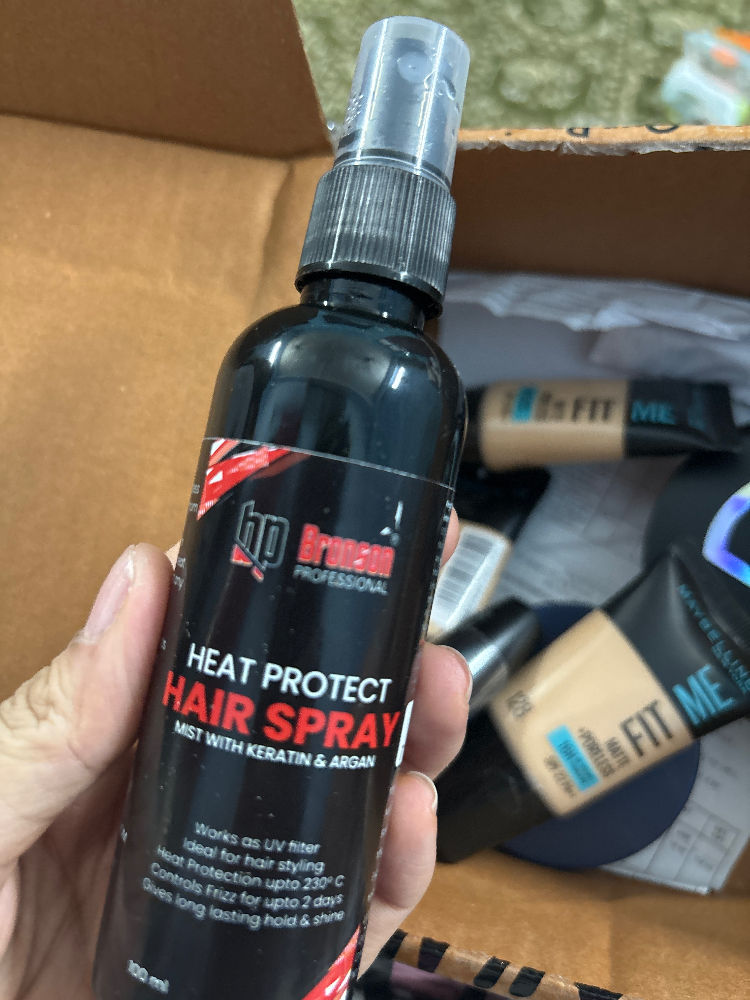 hp
Bronson
PROFESSIONAL
HEAT PROTECT
HAIR SPRAY
MIST WITH KERATIN & ARGAN
Works as UV filter
Ideal for hair styling
Heat Protection upto 230° C
Controls Frizz for upto 2 days
Gives long lasting hold & shine
100 ml
FIT ME
MAYBELLINE
FIT ME
MATTE
+PORELESS
128